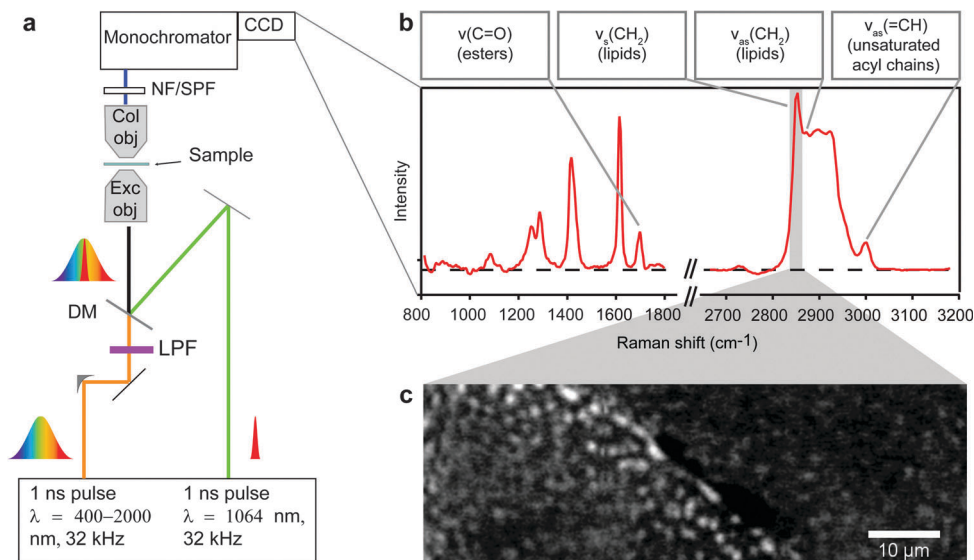 a
Monochromator
CCD
NF/SPF
Col
obj
Sample
Exc
obj
DM
LPF
1 ns pulse
λ = 400–2000
nm, 32 kHz
1 ns pulse
λ = 1064 nm,
32 kHz
b
ν(C=O)
(esters)
νs(CH2)
(lipids)
νas(CH2)
(lipids)
νas(=CH)
(unsaturated
acyl chains)
Intensity
800 1000 1200 1400 1600 1800 2700 2800 2900 3000 3100 3200
Raman shift (cm-1)
c
10 μm